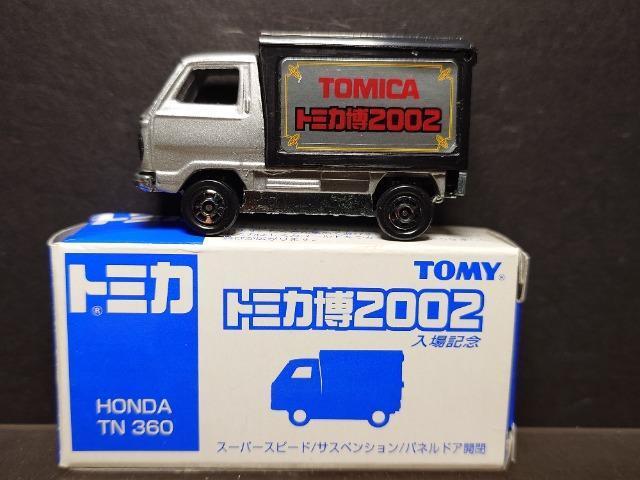 TOMICA
トミカ博2002
トミカ®
TOMY®
トミカ博2002
入場記念
HONDA
TN 360
スーパースピード/サスペンション/パネルドア開閉